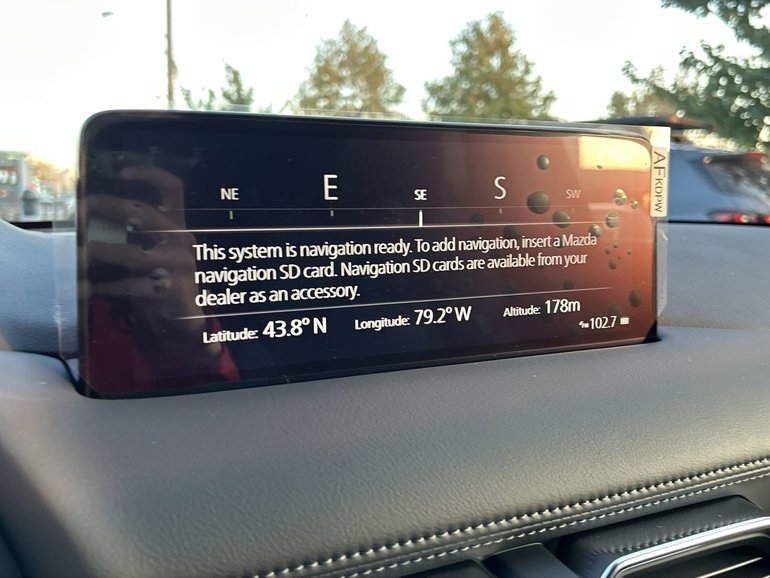 NE E SE S SW
This system is navigation ready. To add navigation, insert a Mazda
navigation SD card. Navigation SD cards are available from your
dealer as an accessory.
Latitude: 43.8° N Longitude: 79.2° W Altitude: 178m
102.7
AFKDPW